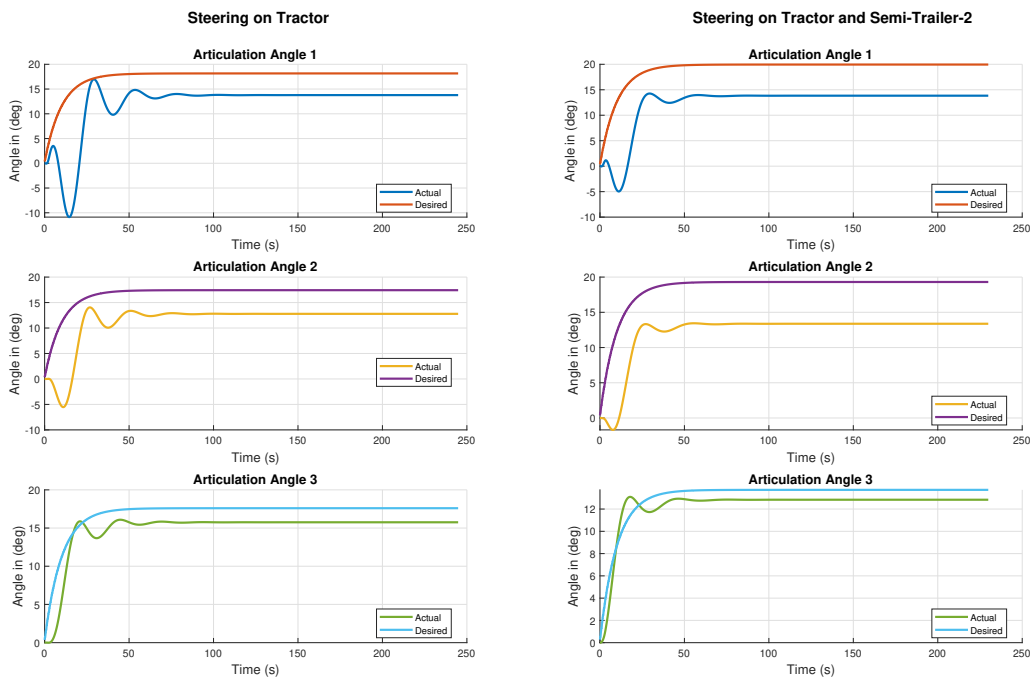 Steering on Tractor
Articulation Angle 1
20
15
10
5
0
-5
-10
Angle in (deg)
Actual
Desired
0 50 100 150 200 250
Time (s)
Articulation Angle 2
20
15
10
5
0
-5
-10
Angle in (deg)
Actual
Desired
0 50 100 150 200 250
Time (s)
Articulation Angle 3
20
15
10
5
0
Angle in (deg)
Actual
Desired
0 50 100 150 200 250
Time (s)
Steering on Tractor and Semi-Trailer-2
Articulation Angle 1
20
15
10
5
0
-5
-10
Angle in (deg)
Actual
Desired
0 50 100 150 200 250
Time (s)
Articulation Angle 2
20
15
10
5
0
Angle in (deg)
Actual
Desired
0 50 100 150 200 250
Time (s)
Articulation Angle 3
12
10
8
6
4
2
0
Angle in (deg)
Actual
Desired
0 50 100 150 200 250
Time (s)